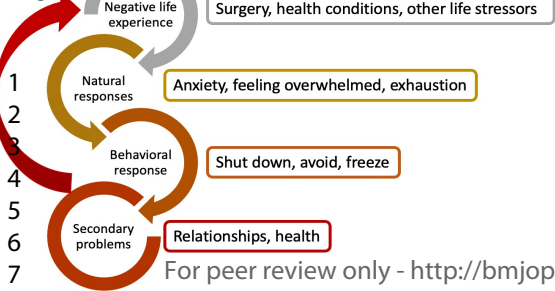 Negative life
experience
Surgery, health conditions, other life stressors
1
Natural
responses
Anxiety, feeling overwhelmed, exhaustion
2
3
Behavioral
response
Shut down, avoid, freeze
4
5
Secondary
problems
Relationships, health
6
7
For peer review only - http://bmjop